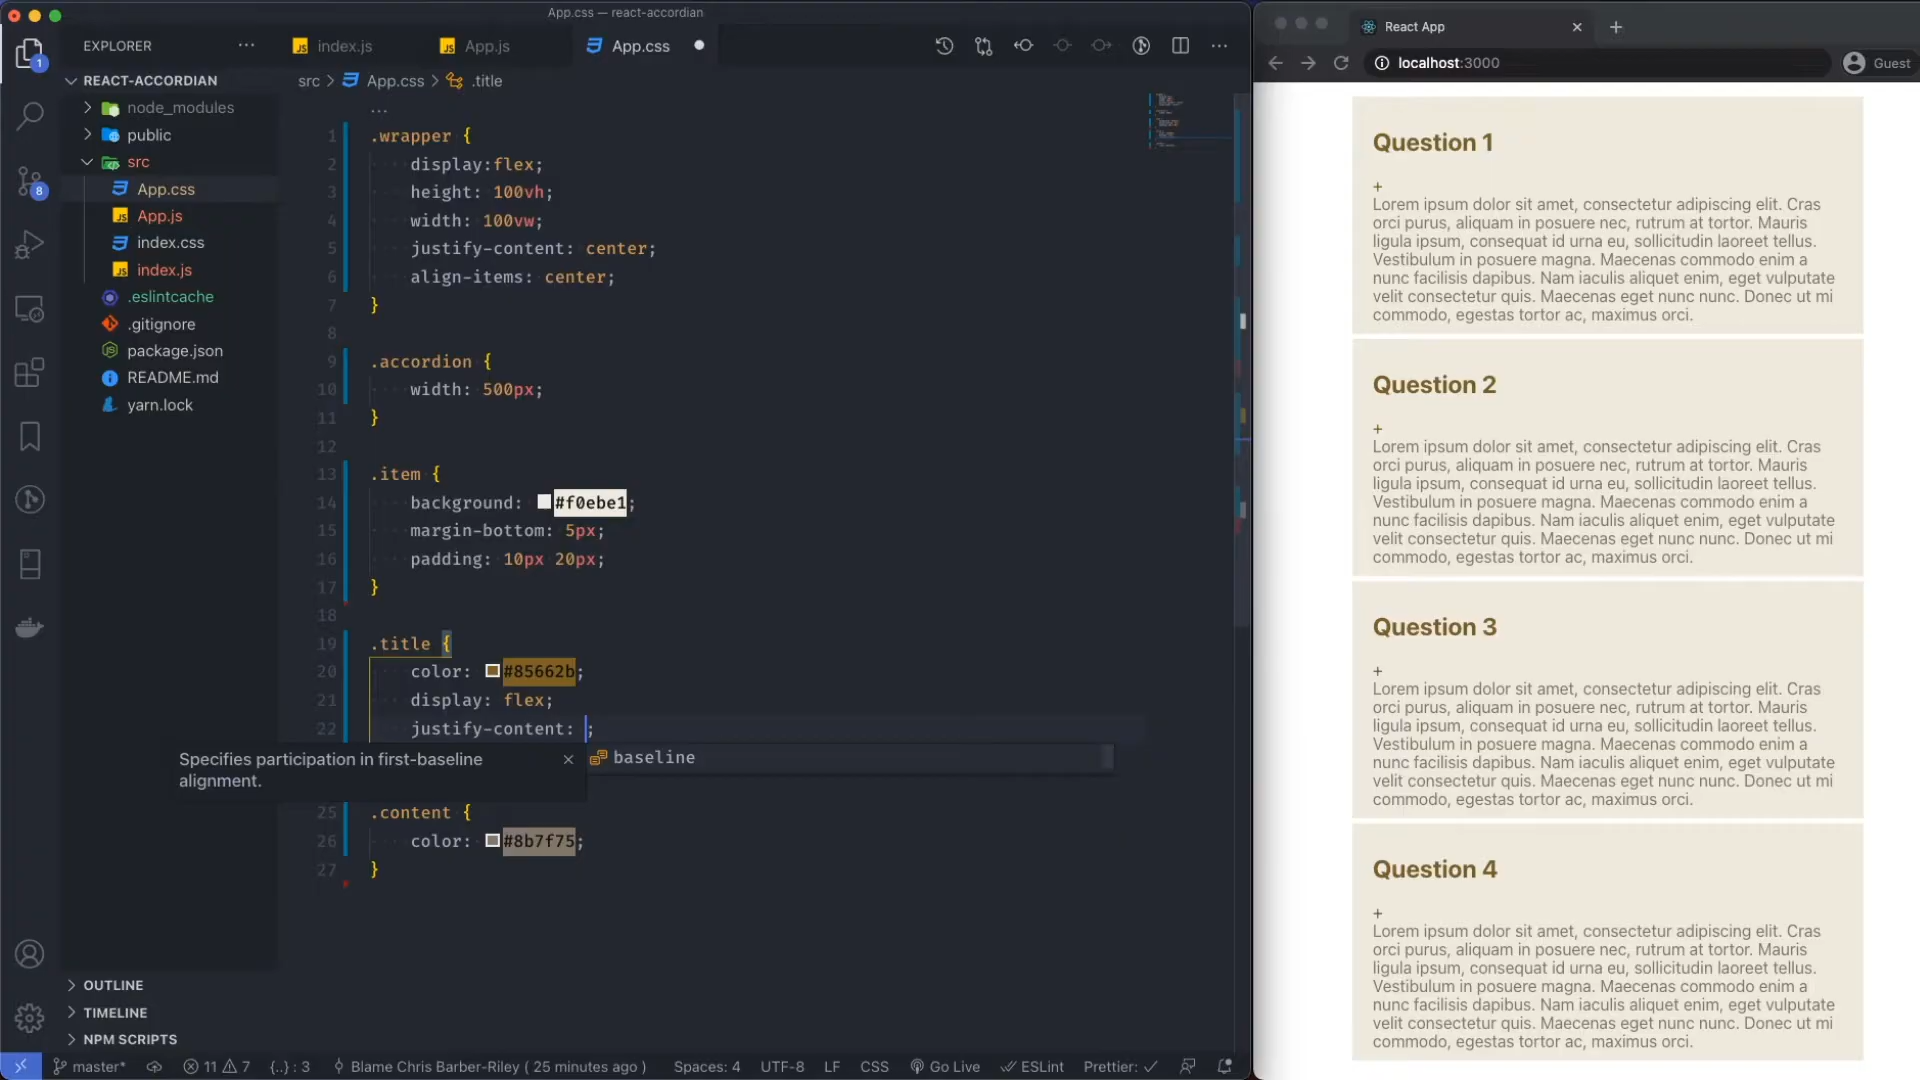 App.css — react-accordian
EXPLORER
index.js
App.js
App.css
REACT-ACCORDIAN
node_modules
public
src
App.css
App.js
index.css
index.js
.eslintcache
.gitignore
package.json
README.md
yarn.lock
OUTLINE
TIMELINE
NPM SCRIPTS
1
8
src > App.css > .title
...
1 .wrapper {
2 display:flex;
3 height: 100vh;
4 width: 100vw;
5 justify-content: center;
6 align-items: center;
7 }
8
9 .accordion {
10 width: 500px;
11 }
12
13 .item {
14 background: #f0ebe1;
15 margin-bottom: 5px;
16 padding: 10px 20px;
17 }
18
19 .title {
20 color: #85662b;
21 display: flex;
22 justify-content: ;
Specifies participation in first-baseline
alignment.
baseline
25 .content {
26 color: #8b7f75;
27 }
master* 11 7 {..} : 3 Blame Chris Barber-Riley ( 25 minutes ago ) Spaces: 4 UTF-8 LF CSS Go Live ESLint Prettier: ✓
React App
localhost:3000
Guest
Question 1
+
Lorem ipsum dolor sit amet, consectetur adipiscing elit. Cras
orci purus, aliquam in posuere nec, rutrum at tortor. Mauris
ligula ipsum, consequat id urna eu, sollicitudin laoreet tellus.
Vestibulum in posuere magna. Maecenas commodo enim a
nunc facilisis dapibus. Nam iaculis aliquet enim, eget vulputate
velit consectetur quis. Maecenas eget nunc nunc. Donec ut mi
commodo, egestas tortor ac, maximus orci.
Question 2
+
Lorem ipsum dolor sit amet, consectetur adipiscing elit. Cras
orci purus, aliquam in posuere nec, rutrum at tortor. Mauris
ligula ipsum, consequat id urna eu, sollicitudin laoreet tellus.
Vestibulum in posuere magna. Maecenas commodo enim a
nunc facilisis dapibus. Nam iaculis aliquet enim, eget vulputate
velit consectetur quis. Maecenas eget nunc nunc. Donec ut mi
commodo, egestas tortor ac, maximus orci.
Question 3
+
Lorem ipsum dolor sit amet, consectetur adipiscing elit. Cras
orci purus, aliquam in posuere nec, rutrum at tortor. Mauris
ligula ipsum, consequat id urna eu, sollicitudin laoreet tellus.
Vestibulum in posuere magna. Maecenas commodo enim a
nunc facilisis dapibus. Nam iaculis aliquet enim, eget vulputate
velit consectetur quis. Maecenas eget nunc nunc. Donec ut mi
commodo, egestas tortor ac, maximus orci.
Question 4
+
Lorem ipsum dolor sit amet, consectetur adipiscing elit. Cras
orci purus, aliquam in posuere nec, rutrum at tortor. Mauris
ligula ipsum, consequat id urna eu, sollicitudin laoreet tellus.
Vestibulum in posuere magna. Maecenas commodo enim a
nunc facilisis dapibus. Nam iaculis aliquet enim, eget vulputate
velit consectetur quis. Maecenas eget nunc nunc. Donec ut mi
commodo, egestas tortor ac, maximus orci.